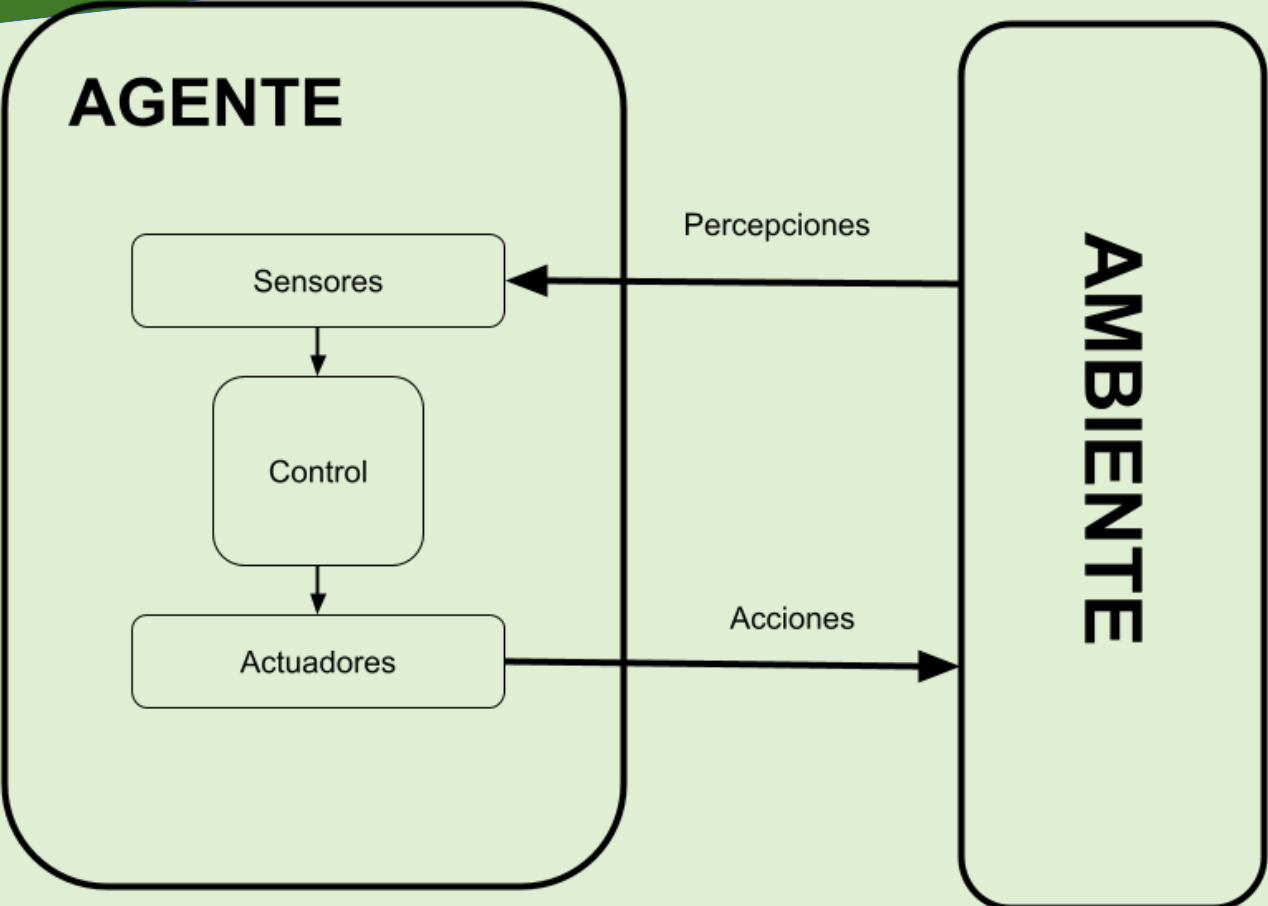 AGENTE
Percepciones
Sensores
Control
Acciones
Actuadores
AMBIENTE